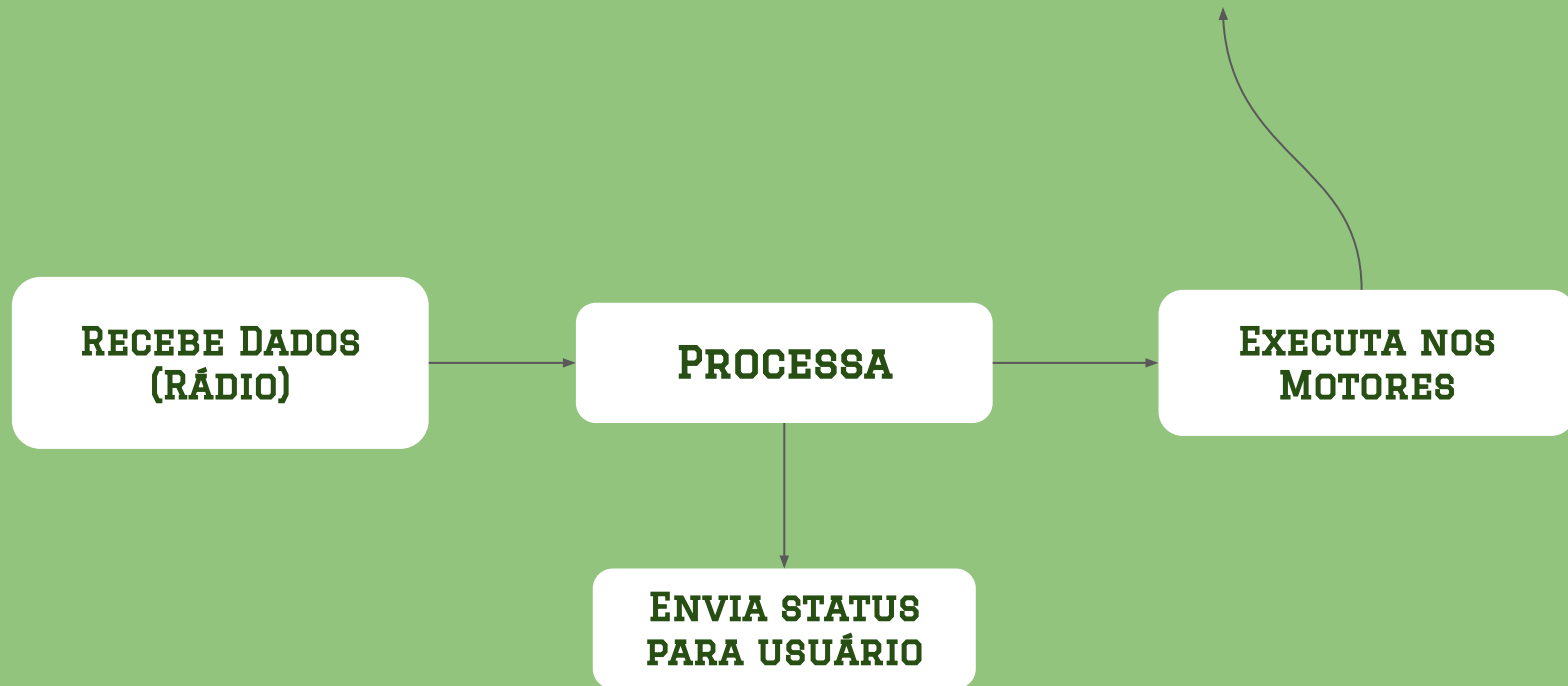 Recebe Dados
(Rádio)
Processa
Executa nos
Motores
Envia status
para usuário